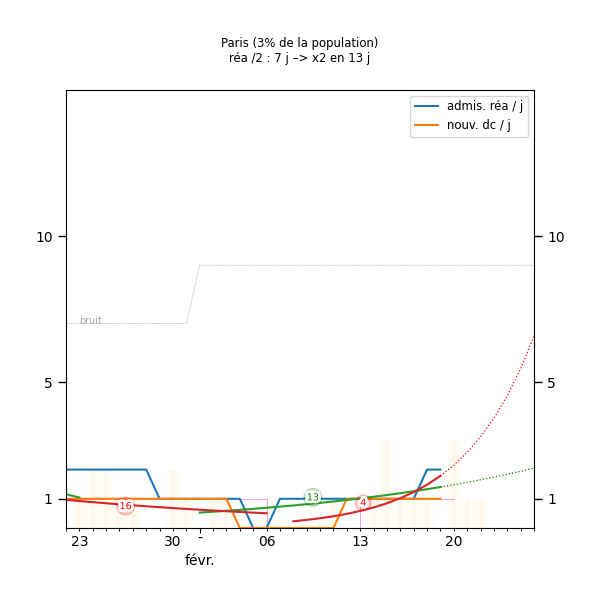 Paris (3% de la population)
réa /2 : 7 j –> x2 en 13 j
admis. réa / j
nouv. dc / j
10
10
bruit
5
5
1
1
16
13
4
23
30
-
06
13
20
févr.